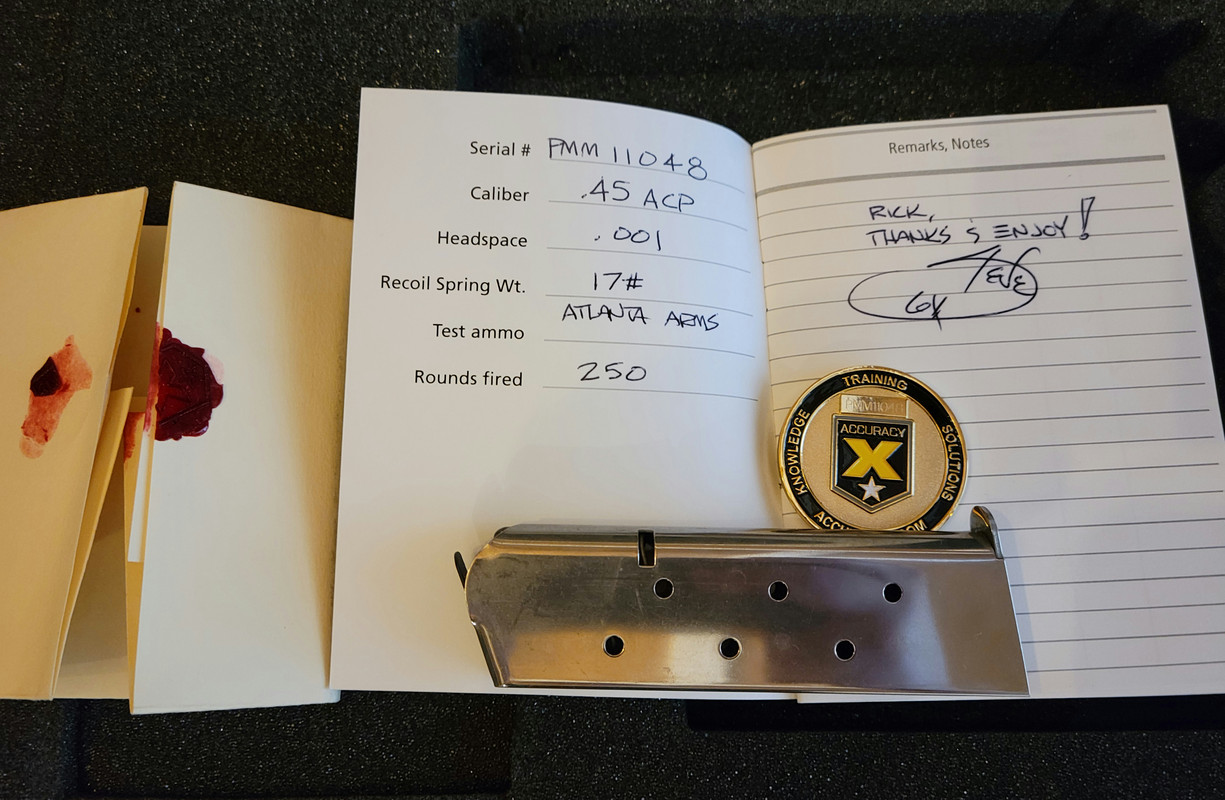 Serial # PMM 11048
Caliber .45 ACP
Headspace .001
Recoil Spring Wt. 17#
Test ammo ATLANTA ARMS
Rounds fired 250
Remarks, Notes
RICK,
THANKS & ENJOY!
STEVE
TRAINING
KNOWLEDGE
SOLUTIONS
ACCURACY
X